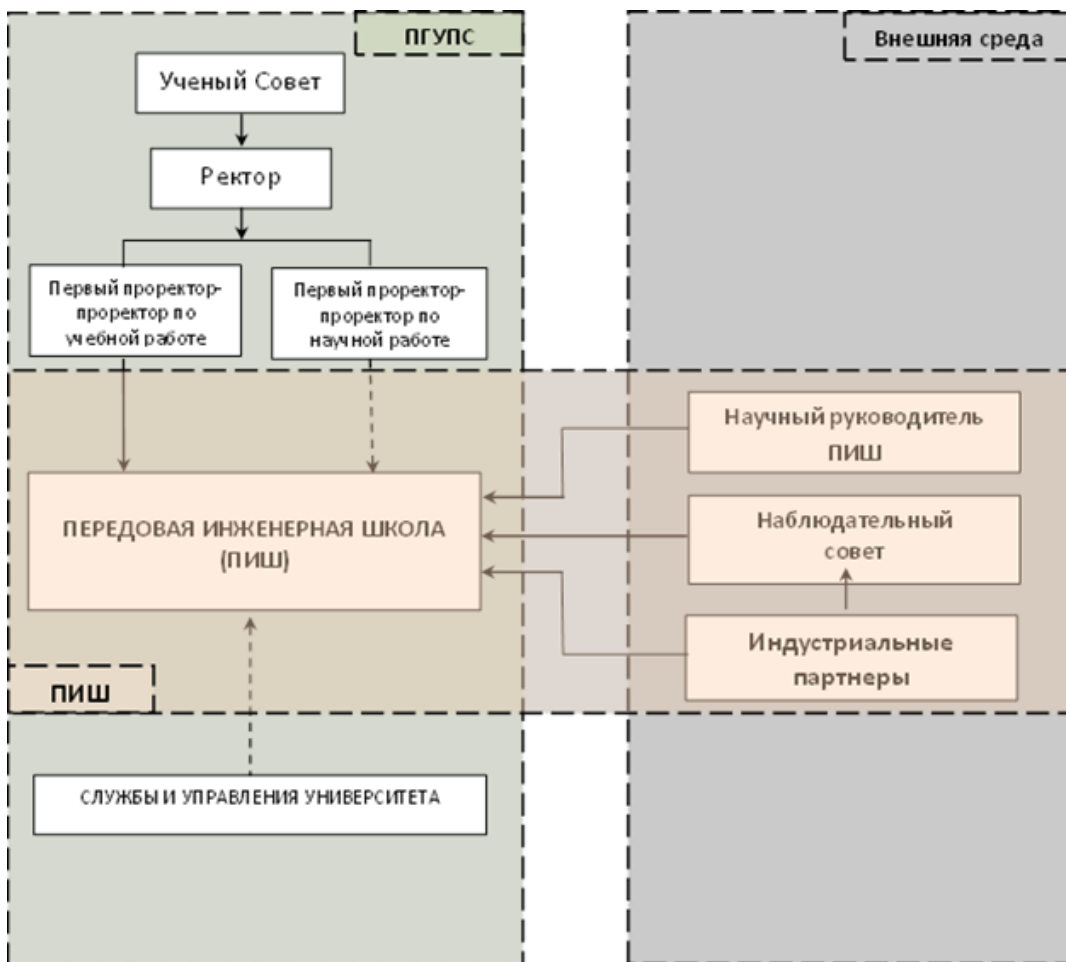 ПГУПС
Внешняя среда
Ученый Совет
Ректор
Первый проректор-
проректор по
учебной работе
Первый проректор-
проректор по
научной работе
Научный руководитель
ПИШ
ПЕРЕДОВАЯ ИНЖЕНЕРНАЯ ШКОЛА
(ПИШ)
Наблюдательный
совет
Индустриальные
партнеры
ПИШ
СЛУЖБЫ И УПРАВЛЕНИЯ УНИВЕРСИТЕТА